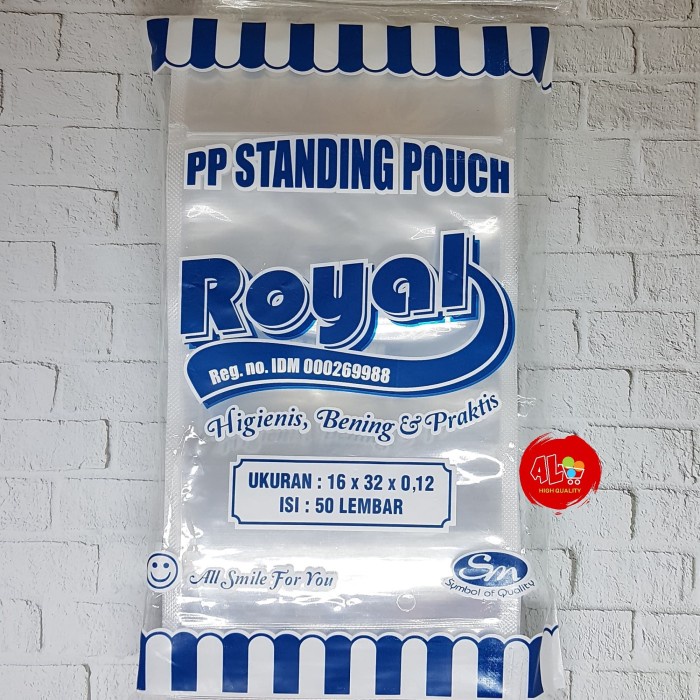 PP STANDING POUCH
Royal
Reg. no. IDM 000269988
Higienis, Bening & Praktis
UKURAN : 16 x 32 x 0,12
ISI : 50 LEMBAR
AL
HIGH QUALITY
All Smile For You
Sm
Symbol of Quality